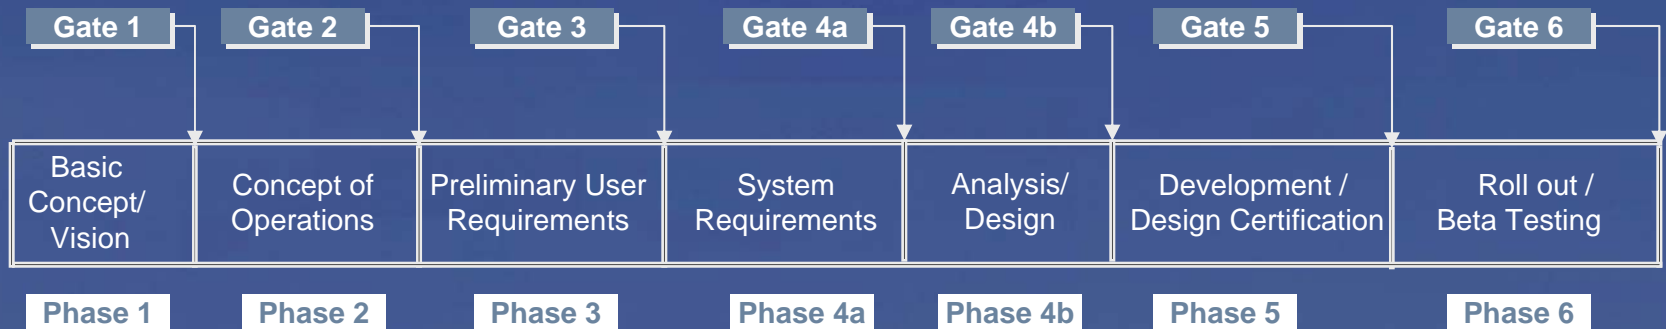 Gate 1
Gate 2
Gate 3
Gate 4a
Gate 4b
Gate 5
Gate 6
Basic
Concept/
Vision
Concept of
Operations
Preliminary User
Requirements
System
Requirements
Analysis/
Design
Development /
Design Certification
Roll out /
Beta Testing
Phase 1
Phase 2
Phase 3
Phase 4a
Phase 4b
Phase 5
Phase 6